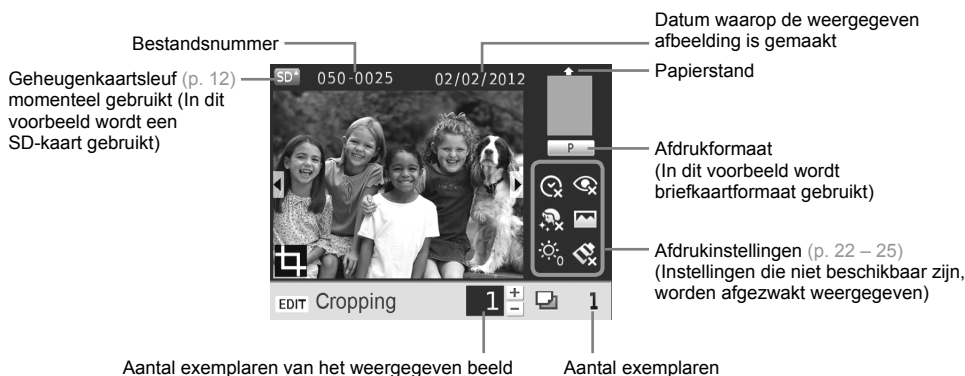 Bestandsnummer
Datum waarop de weergegeven
afbeelding is gemaakt
Geheugenkaartsleuf (p. 12)
momenteel gebruikt (In dit
voorbeeld wordt een
SD-kaart gebruikt)
Papierstand
Afdrukformaat
(In dit voorbeeld wordt
briefkaartformaat gebruikt)
Afdrukinstellingen (p. 22 – 25)
(Instellingen die niet beschikbaar zijn,
worden afgezwakt weergegeven)
SD* 050-0025 02/02/2012
P
0
EDIT Cropping 1 + − 1
Aantal exemplaren van het weergegeven beeld
Aantal exemplaren